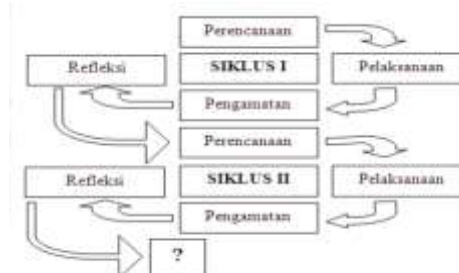 Perencanaan
Refleksi
SIKLUS I
Pelaksanaan
Pengamatan
Perencanaan
Refleksi
SIKLUS II
Pelaksanaan
Pengamatan
?